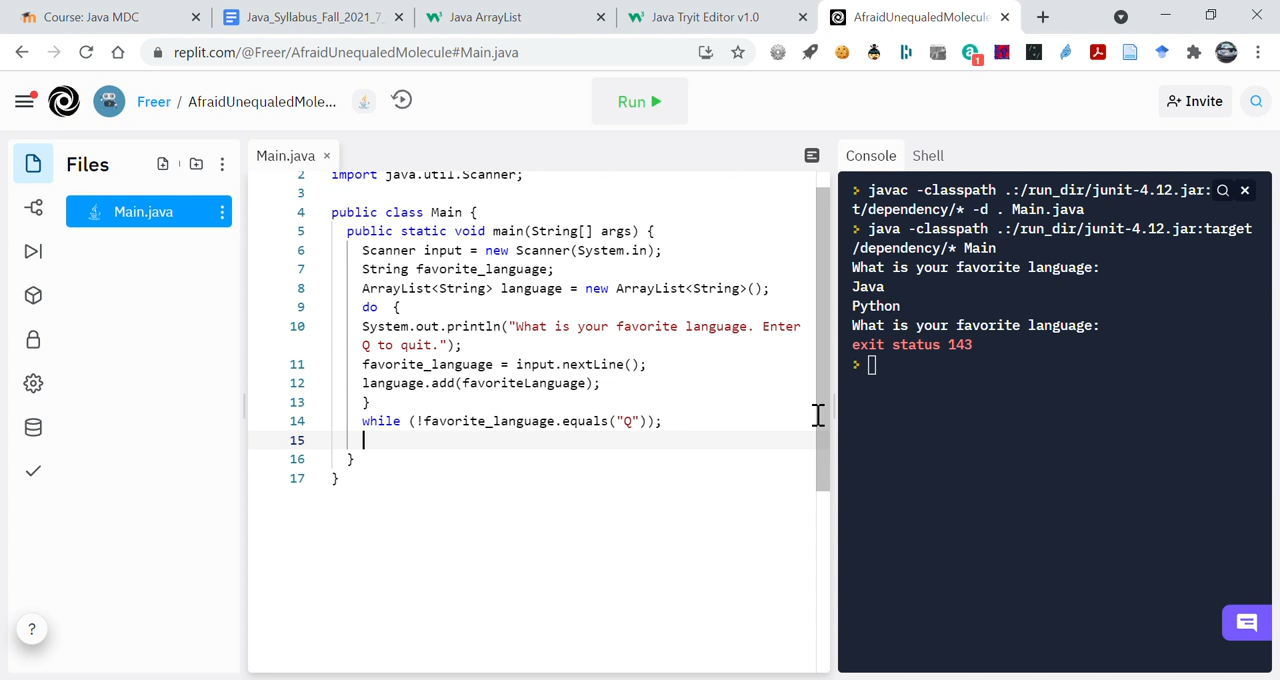 Course: Java MDC
Java_Syllabus_Fall_2021_7_
Java ArrayList
Java Tryit Editor v1.0
AfraidUnequaledMolecule
replit.com/@Freer/AfraidUnequaledMolecule#Main.java
1
Freer / AfraidUnequaledMole...
Run
Invite
Files
Main.java
Main.java
2 import java.util.Scanner;
3
4 public class Main {
5 public static void main(String[] args) {
6 Scanner input = new Scanner(System.in);
7 String favorite_language;
8 ArrayList<String> language = new ArrayList<String>();
9 do {
10 System.out.println("What is your favorite language. Enter
Q to quit.");
11 favorite_language = input.nextLine();
12 language.add(favoriteLanguage);
13 }
14 while (!favorite_language.equals("Q"));
15
16 }
17 }
Console
Shell
> javac -classpath .:/run_dir/junit-4.12.jar:
t/dependency/* -d . Main.java
> java -classpath .:/run_dir/junit-4.12.jar:target
/dependency/* Main
What is your favorite language:
Java
Python
What is your favorite language:
exit status 143
>
?